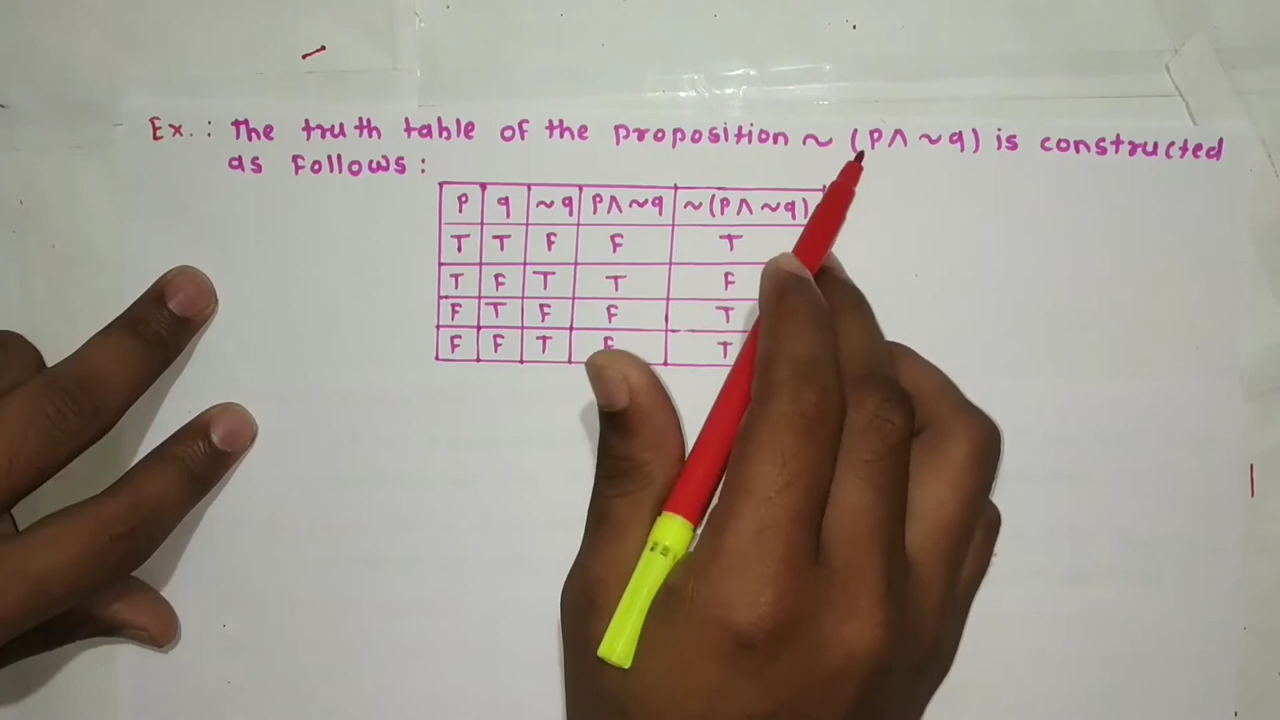 Ex.: The truth table of the proposition ~ (P∧ ~q) is constructed
as follows:
P q ~q P∧ ~q ~(P∧ ~q)
T T F F T
T F T T F
F T F F T
F F T F T